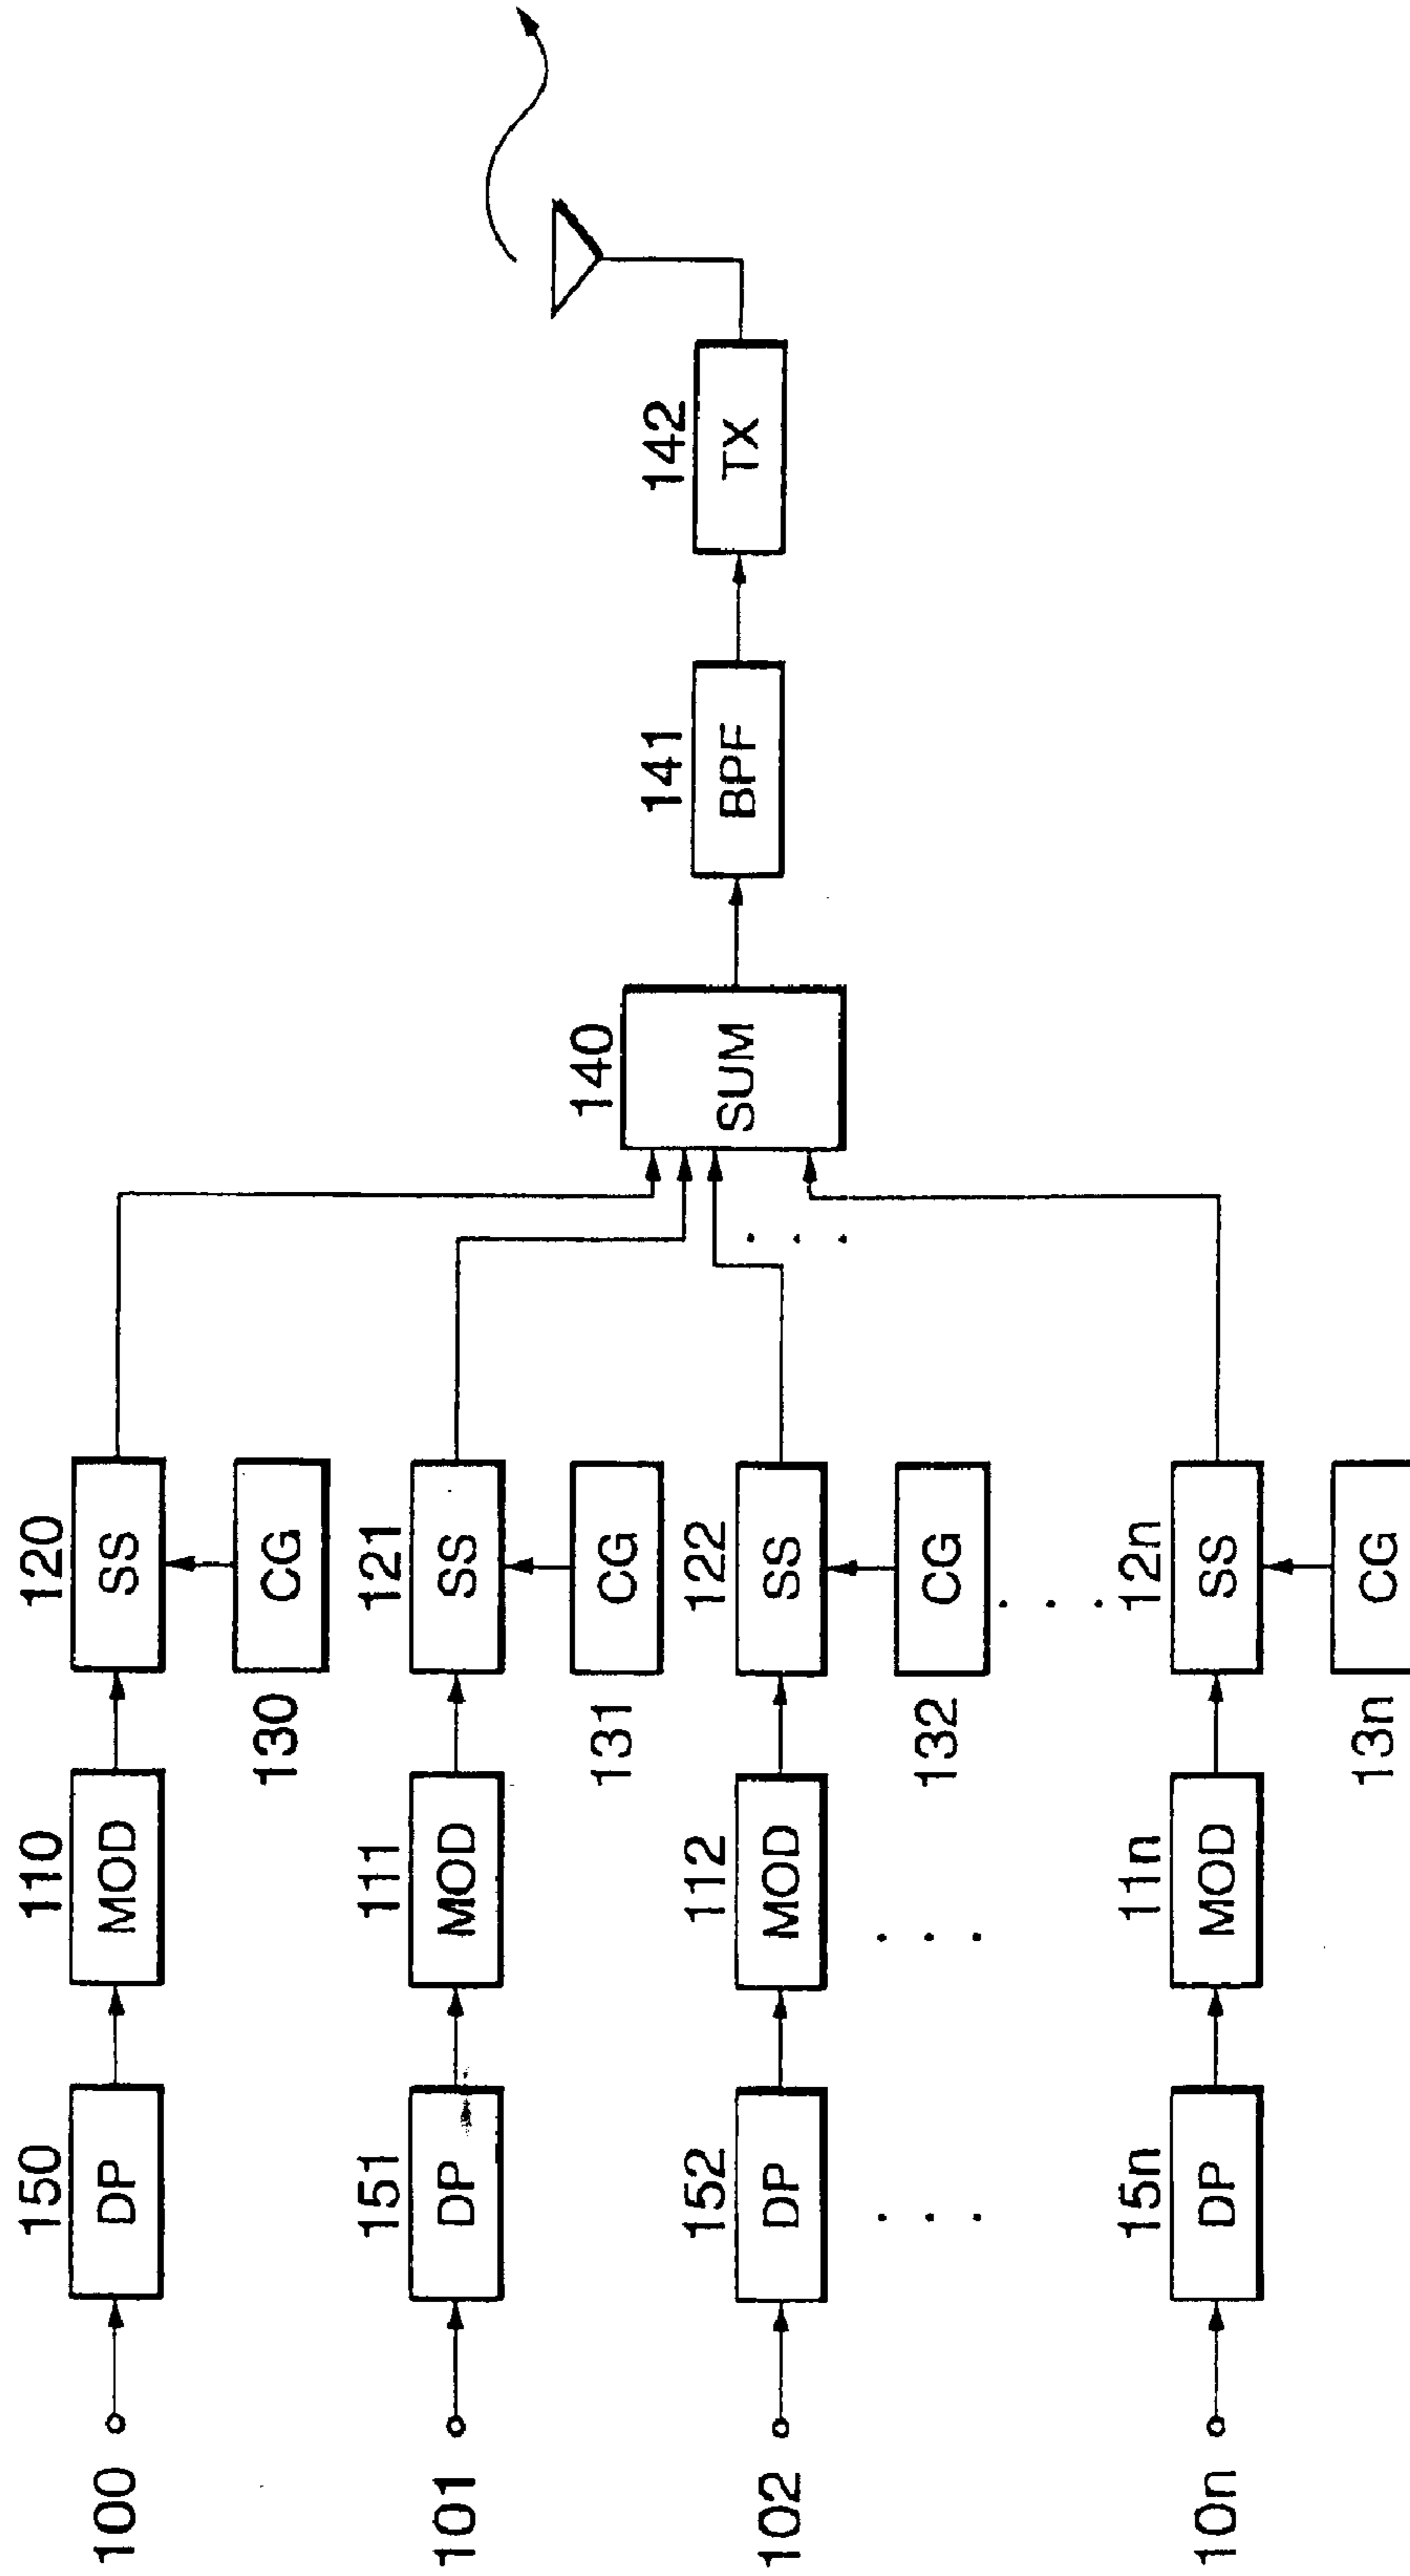 100
150
DP
110
MOD
120
SS
130
CG
101
151
DP
111
MOD
121
SS
131
CG
102
152
DP
112
MOD
122
SS
132
CG
. . .
. . .
. . .
. . .
10n
15n
DP
11n
MOD
12n
SS
13n
CG
140
SUM
141
BPF
142
TX